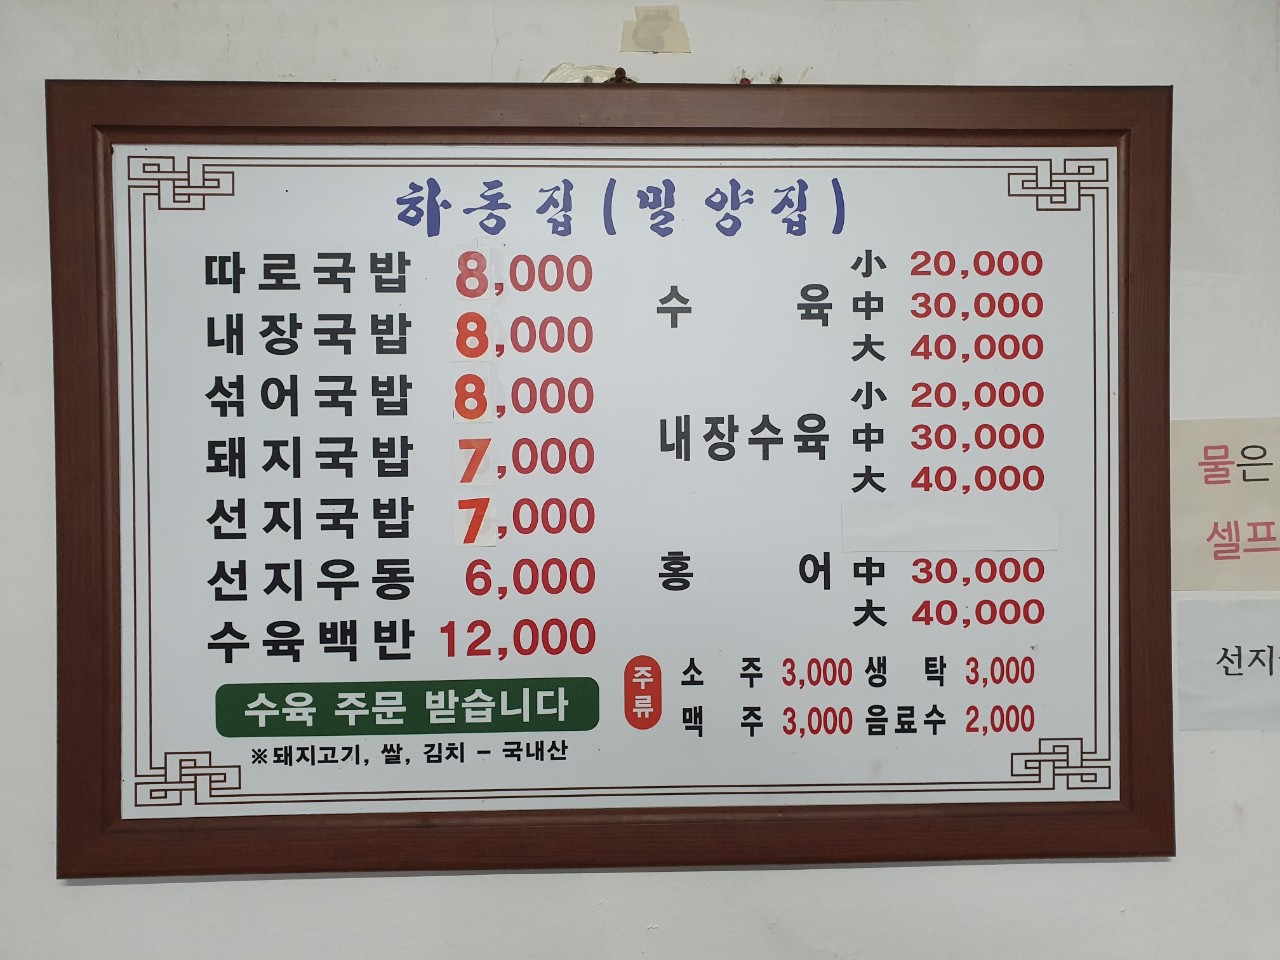 하동집(밀양집)
따로국밥 8,000
내장국밥 8,000
섞어국밥 8,000
돼지국밥 7,000
선지국밥 7,000
선지우동 6,000
수육백반 12,000
수육 주문 받습니다
※돼지고기, 쌀, 김치 - 국내산
수육 小 20,000
中 30,000
大 40,000
내장수육 小 20,000
中 30,000
大 40,000
홍어 中 30,000
大 40,000
주류
소주 3,000 생탁 3,000
맥주 3,000 음료수 2,000
물은
셀프
선지